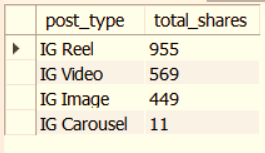 post_type total_shares
IG Reel 955
IG Video 569
IG Image 449
IG Carousel 11